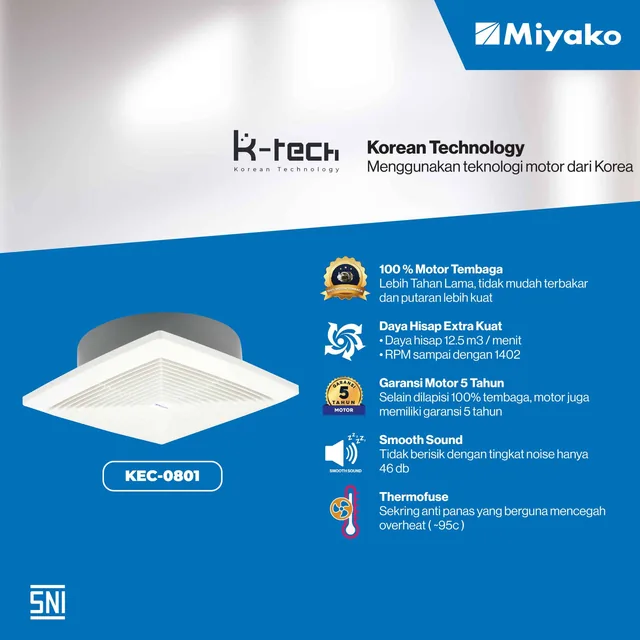 Miyako
K-tech
Korean Technology
Korean Technology
Menggunakan teknologi motor dari Korea
100 % Motor Tembaga
Lebih Tahan Lama, tidak mudah terbakar
dan putaran lebih kuat
Daya Hisap Extra Kuat
• Daya hisap 12.5 m3 / menit
• RPM sampai dengan 1402
GARANSI
5
TAHUN
MOTOR
Garansi Motor 5 Tahun
Selain dilapisi 100% tembaga, motor juga
memiliki garansi 5 tahun
zzzz
SMOOTH SOUND
Smooth Sound
Tidak berisik dengan tingkat noise hanya
46 db
Thermofuse
Sekring anti panas yang berguna mencegah
overheat ( ~95c )
KEC-0801
SNI